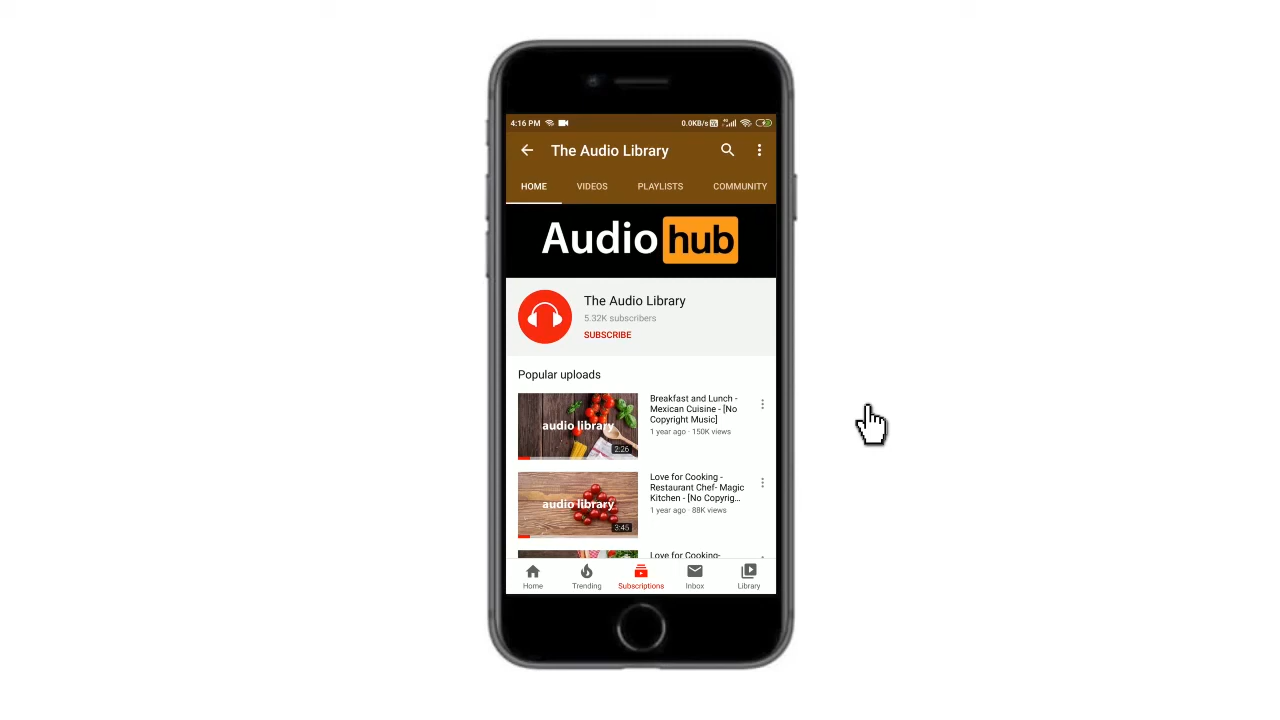 4:16 PM
0.0KB/s
The Audio Library
HOME VIDEOS PLAYLISTS COMMUNITY
Audio hub
The Audio Library
5.32K subscribers
SUBSCRIBE
Popular uploads
audio library
2:26
Breakfast and Lunch -
Mexican Cuisine - [No
Copyright Music]
1 year ago · 150K views
audio library
3:45
Love for Cooking -
Restaurant Chef- Magic
Kitchen - [No Copyrig...
1 year ago · 88K views
Love for Cooking-
Home Trending Subscriptions Inbox Library